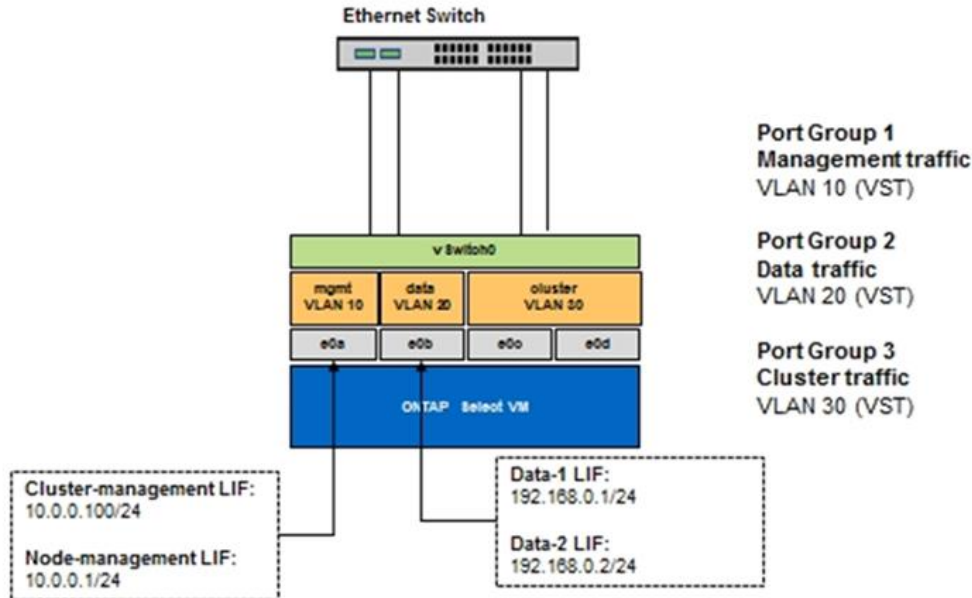 Ethernet Switch
Port Group 1
Management traffic
VLAN 10 (VST)
Port Group 2
Data traffic
VLAN 20 (VST)
Port Group 3
Cluster traffic
VLAN 30 (VST)
vSwitch0
mgmt
VLAN 10
data
VLAN 20
cluster
VLAN 30
e0a
e0b
e0c
e0d
ONTAP Select VM
Cluster-management LIF:
10.0.0.100/24
Node-management LIF:
10.0.0.1/24
Data-1 LIF:
192.168.0.1/24
Data-2 LIF:
192.168.0.2/24